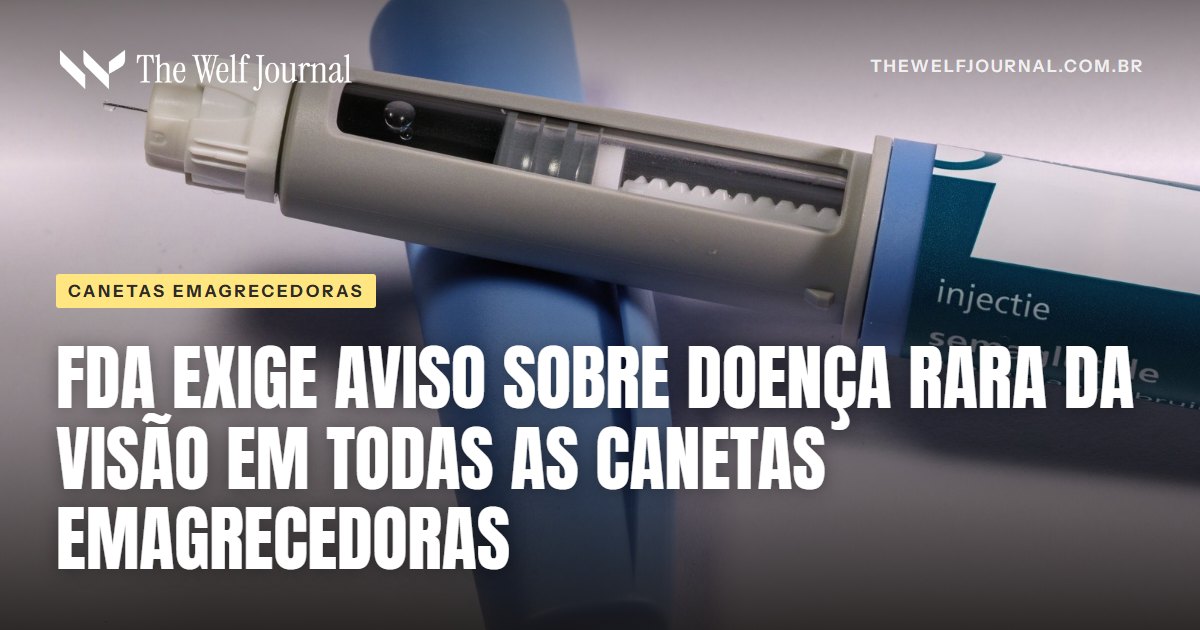 The Welf Journal
THEWELFJOURNAL.COM.BR
injectie
CANETAS EMAGRECEDORAS
FDA EXIGE AVISO SOBRE DOENÇA RARA DA
VISÃO EM TODAS AS CANETAS
EMAGRECEDORAS